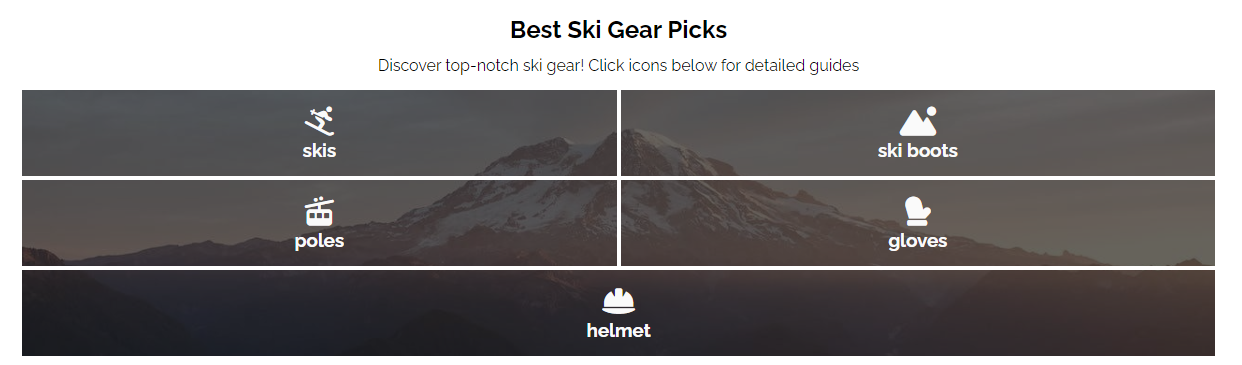 Best Ski Gear Picks
Discover top-notch ski gear! Click icons below for detailed guides
skis
ski boots
poles
gloves
helmet